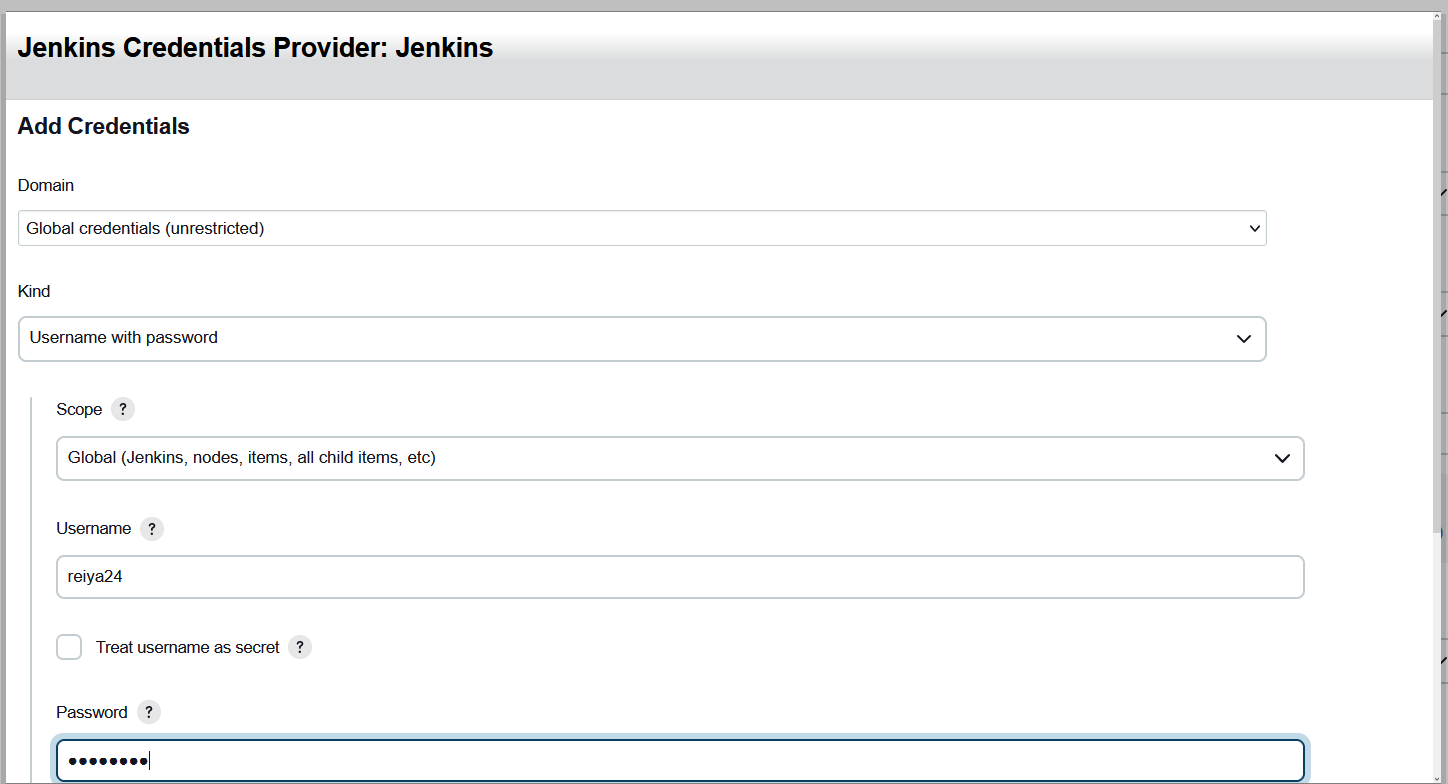 Jenkins Credentials Provider: Jenkins
Add Credentials
Domain
Global credentials (unrestricted)
Kind
Username with password
Scope ?
Global (Jenkins, nodes, items, all child items, etc)
Username ?
reiya24
Treat username as secret ?
Password ?
••••••••